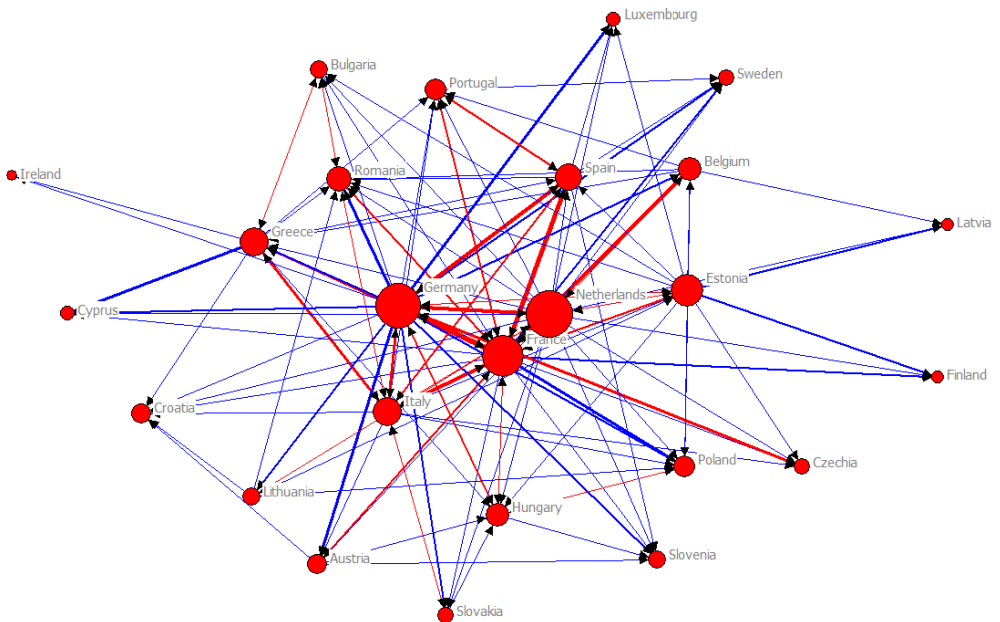 Luxembourg
Bulgaria
Sweden
Portugal
Belgium
Spain
Ireland
Romania
Latvia
Greece
Estonia
Germany
Netherlands
Cyprus
France
Finland
Italy
Croatia
Poland
Czechia
Lithuania
Hungary
Slovenia
Austria
Slovakia